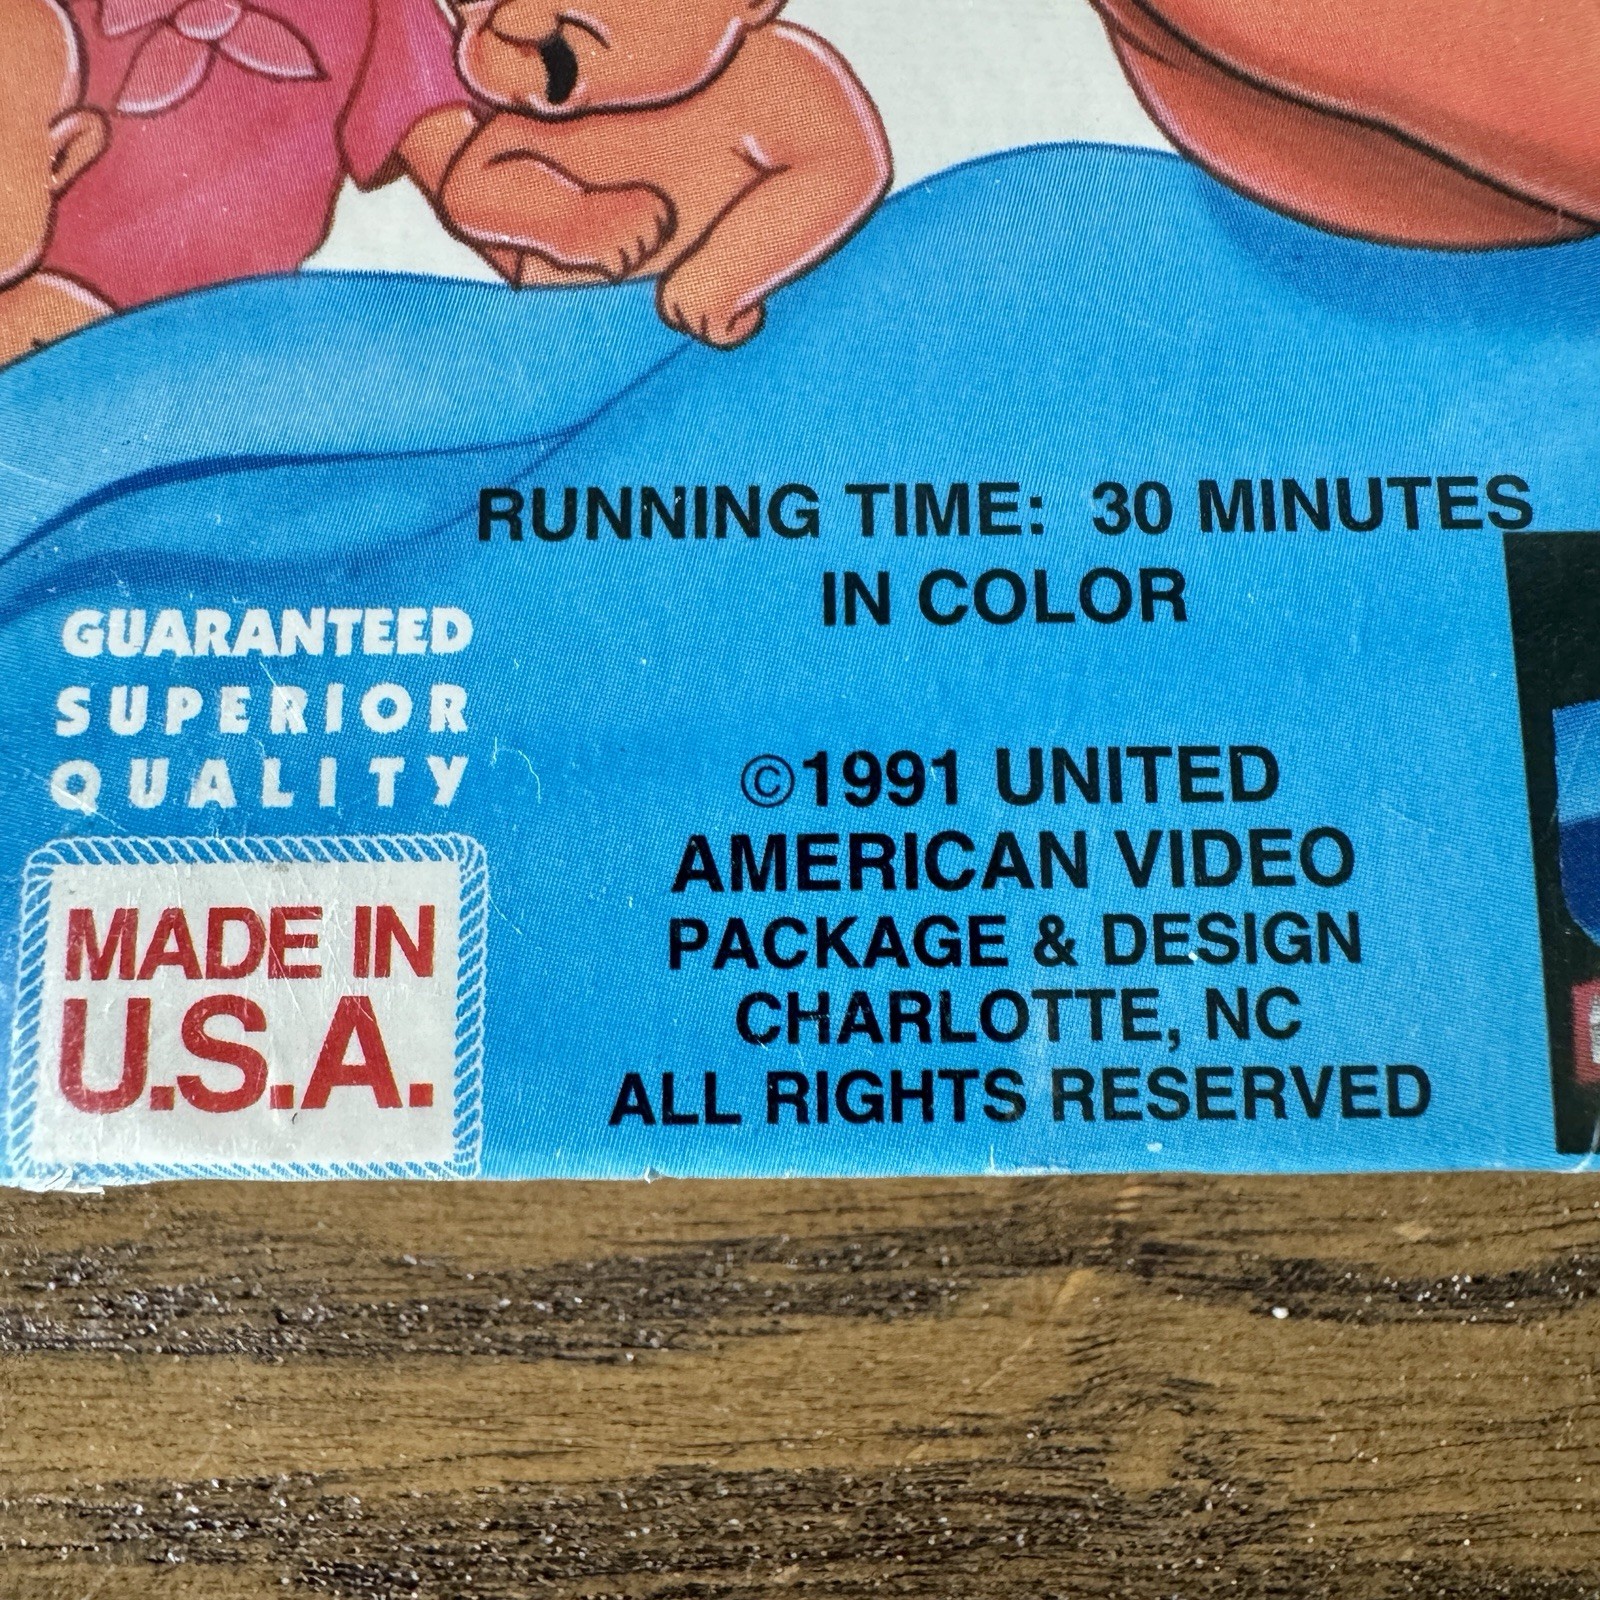 RUNNING TIME: 30 MINUTES
IN COLOR
GUARANTEED
SUPERIOR
QUALITY
MADE IN
U.S.A.
©1991 UNITED
AMERICAN VIDEO
PACKAGE & DESIGN
CHARLOTTE, NC
ALL RIGHTS RESERVED